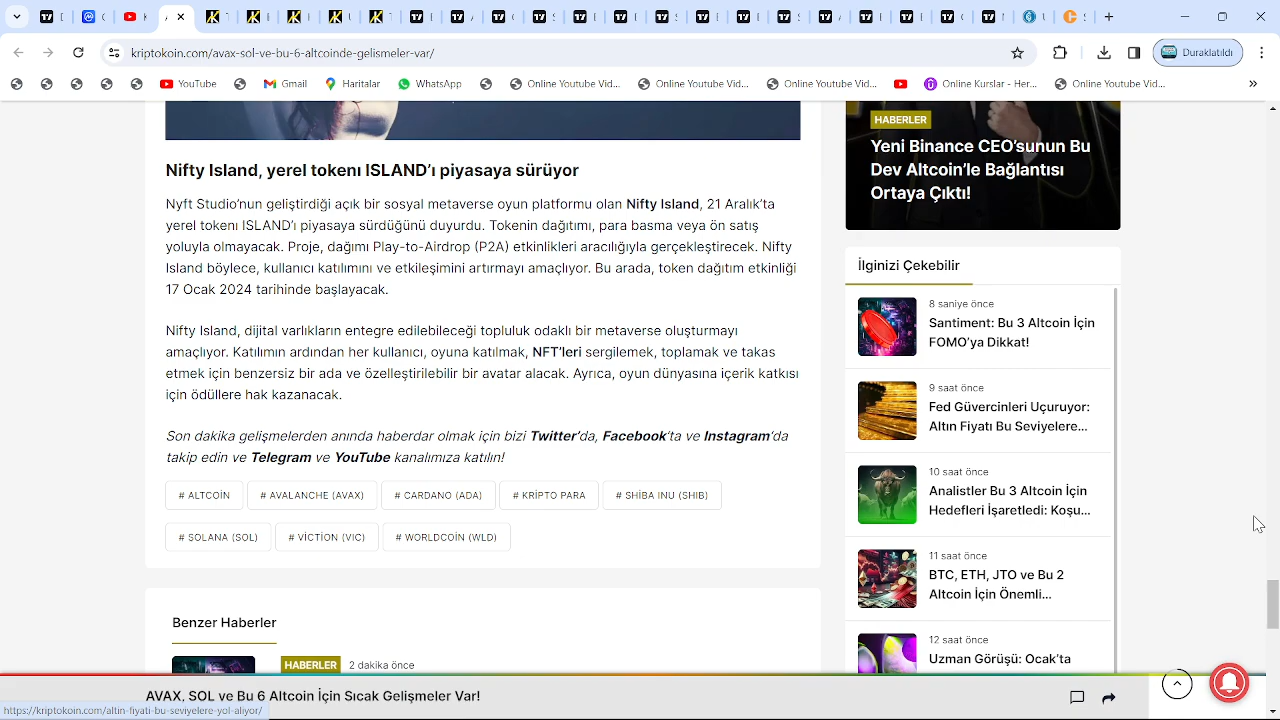 kriptokoin.com/avax-sol-ve-bu-6-altcoinde-gelismeler-var/
Duraklatıldı
YouTube
Gmail
Haritalar
WhatsApp
Online Youtube Vid...
Online Youtube Vid...
Online Youtube Vid...
Online Kurslar - Her...
Online Youtube Vid...
Nifty Island, yerel tokenı ISLAND’ı piyasaya sürüyor
Nyft Studio’nun geliştirdiği açık bir sosyal metaverse oyun platformu olan Nifty Island, 21 Aralık’ta
yerel tokenı ISLAND’ı piyasaya sürdüğünü duyurdu. Tokenin dağıtımı, para basma veya ön satış
yoluyla olmayacak. Proje, dağımı Play-to-Airdrop (P2A) etkinlikleri aracılığıyla gerçekleştirecek. Nifty
Island böylece, kullanıcı katılımını ve etkileşimini artırmayı amaçlıyor. Bu arada, token dağıtım etkinliği
17 Ocak 2024 tarihinde başlayacak.
Nifty Island, dijital varlıkların entegre edilebileceği topluluk odaklı bir metaverse oluşturmayı
amaçlıyor. Katılımın ardından her kullanıcı, oyuna katılmak, NFT’leri sergilemek, toplamak ve takas
etmek için benzersiz bir ada ve özelleştirilebilir bir avatar alacak. Ayrıca, oyun dünyasına içerik katkısı
için ödüllere hak kazanacak.
Son dakika gelişmelerden anında haberdar olmak için bizi Twitter’da, Facebook’ta ve Instagram’da
takip edin ve Telegram ve YouTube kanalımıza katılın!
# ALTCOİN
# AVALANCHE (AVAX)
# CARDANO (ADA)
# KRİPTO PARA
# SHİBA INU (SHIB)
# SOLANA (SOL)
# VİCTİON (VIC)
# WORLDCOİN (WLD)
Benzer Haberler
HABERLER
2 dakika önce
HABERLER
Yeni Binance CEO’sunun Bu
Dev Altcoin’le Bağlantısı
Ortaya Çıktı!
İlginizi Çekebilir
8 saniye önce
Santiment: Bu 3 Altcoin İçin
FOMO’ya Dikkat!
9 saat önce
Fed Güvercinleri Uçuruyor:
Altın Fiyatı Bu Seviyelere...
10 saat önce
Analistler Bu 3 Altcoin İçin
Hedefleri İşaretledi: Koşu...
11 saat önce
BTC, ETH, JTO ve Bu 2
Altcoin İçin Önemli...
12 saat önce
Uzman Görüşü: Ocak’ta
AVAX, SOL ve Bu 6 Altcoin İçin Sıcak Gelişmeler Var!
https://kriptokoin.com/altin-fiyati-bu-seviyelere-yol-aliyor/